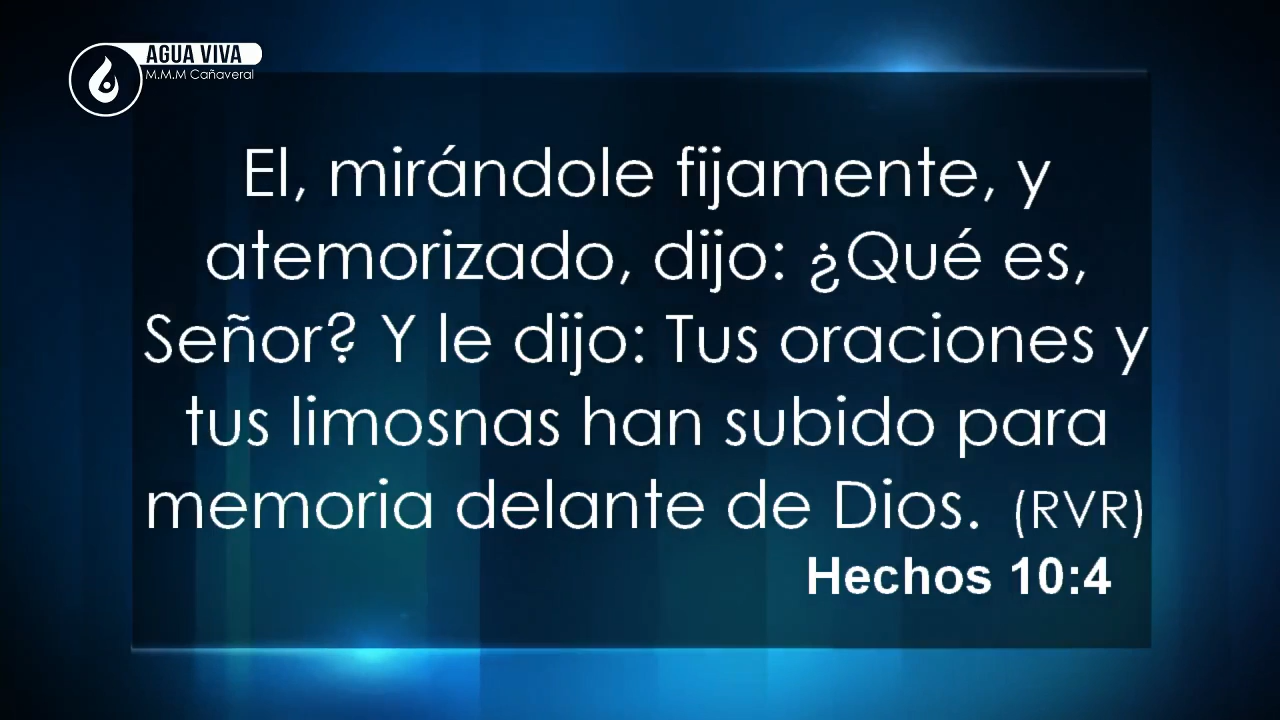 AGUA VIVA
M.M.M Cañaveral
El, mirándole fijamente, y
atemorizado, dijo: ¿Qué es,
Señor? Y le dijo: Tus oraciones y
tus limosnas han subido para
memoria delante de Dios. (RVR)
Hechos 10:4